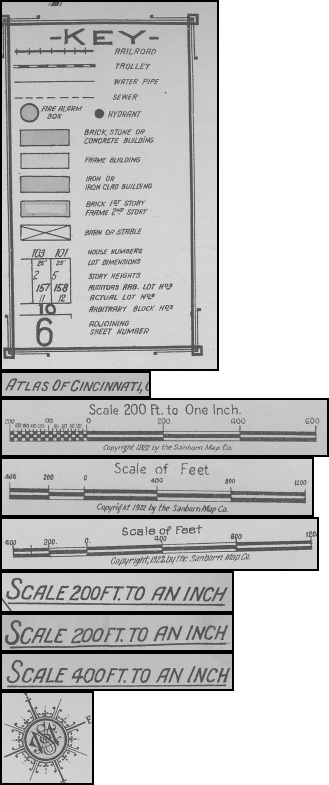 -KEY-
RAILROAD
TROLLEY
WATER PIPE
SEWER
FIRE ALARM BOX
HYDRANT
BRICK, STONE OR
CONCRETE BUILDING
FRAME BUILDING
IRON OR
IRON CLAD BUILDING
BRICK 1ST STORY
FRAME 2ND STORY
BARN OR STABLE
103 101 HOUSE NUMBERS
25' 25' LOT DIMENSIONS
2 5 STORY HEIGHTS
157 158 AUDITORS ARB. LOT NOS
11 12 ACTUAL LOT NOS
10 ARBITRARY BLOCK NOS
6 ADJOINING
SHEET NUMBER
ATLAS OF CINCINNATI,
Scale 200 Ft. to One Inch.
200 0 200 400 600
Copyright 1922 by the Sanborn Map Co.
Scale of Feet
400 200 0 400 800 1200
Copyright 1922 by the Sanborn Map Co.
Scale of Feet
400 200. 0. 400 800 120
Copyright, 1922, by the Sanborn Map Co.
SCALE 200 FT. TO AN INCH
SCALE 200 FT. TO AN INCH
SCALE 400 FT. TO AN INCH